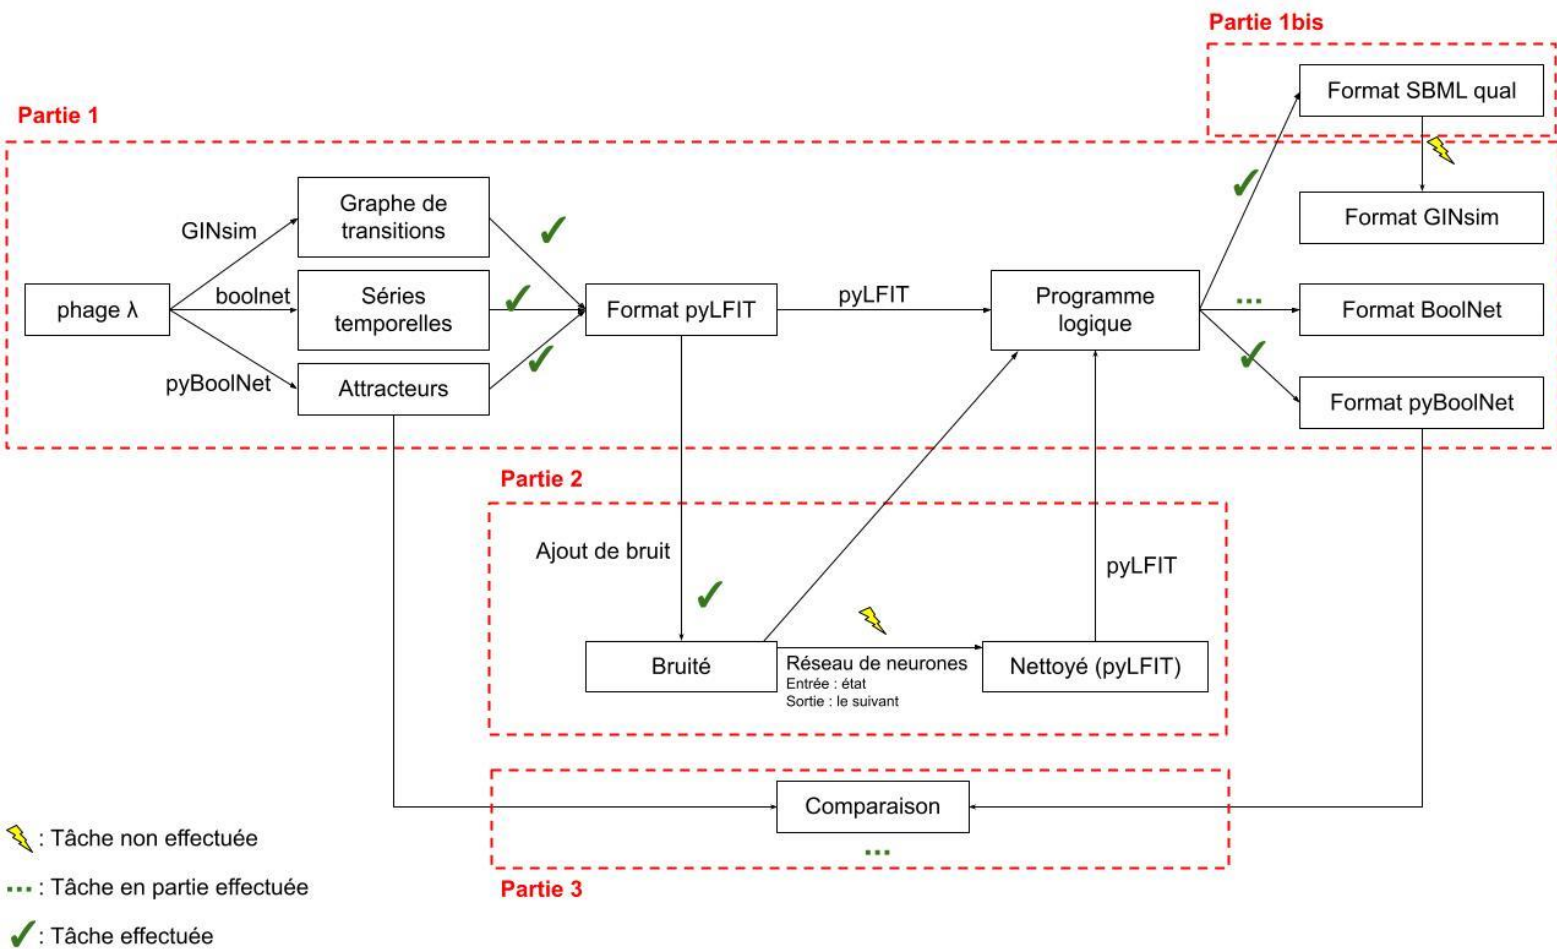 Partie 1bis
Format SBML qual
Partie 1
Graphe de
transitions
GINsim
Format GINsim
phage λ
boolnet
Séries
temporelles
Format pyLFIT
pyLFIT
Programme
logique
...
Format BoolNet
pyBoolNet
Attracteurs
Format pyBoolNet
Partie 2
Ajout de bruit
pyLFIT
Bruité
Réseau de neurones
Entrée : état
Sortie : le suivant
Nettoyé (pyLFIT)
Comparaison
...
Partie 3
: Tâche non effectuée
... : Tâche en partie effectuée
: Tâche effectuée